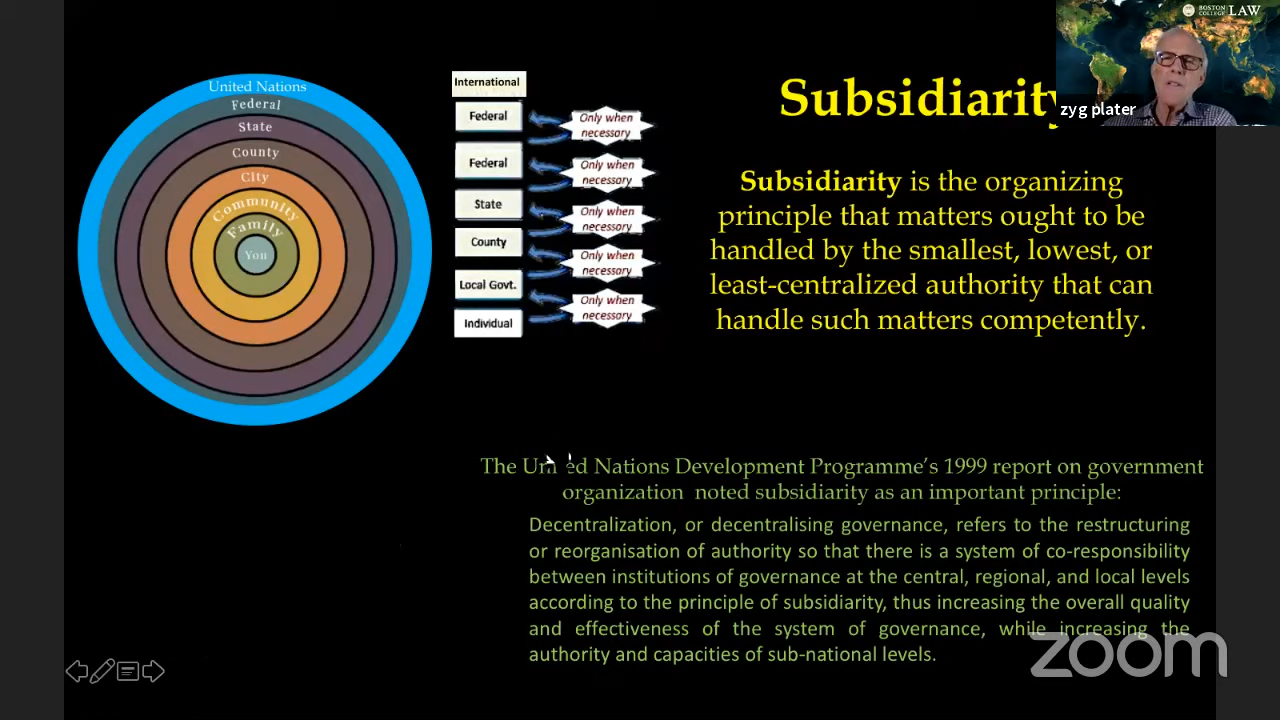 United Nations
Federal
State
County
City
Community
Family
You
International
Federal
Federal
State
County
Local Govt.
Individual
Only when
necessary
Only when
necessary
Only when
necessary
Only when
necessary
Only when
necessary
Subsidiarity
BOSTON
COLLEGE LAW
zyg plater
Subsidiarity is the organizing
principle that matters ought to be
handled by the smallest, lowest, or
least-centralized authority that can
handle such matters competently.
The United Nations Development Programme’s 1999 report on government
organization noted subsidiarity as an important principle:
Decentralization, or decentralising governance, refers to the restructuring
or reorganisation of authority so that there is a system of co-responsibility
between institutions of governance at the central, regional, and local levels
according to the principle of subsidiarity, thus increasing the overall quality
and effectiveness of the system of governance, while increasing the
authority and capacities of sub-national levels.
zoom